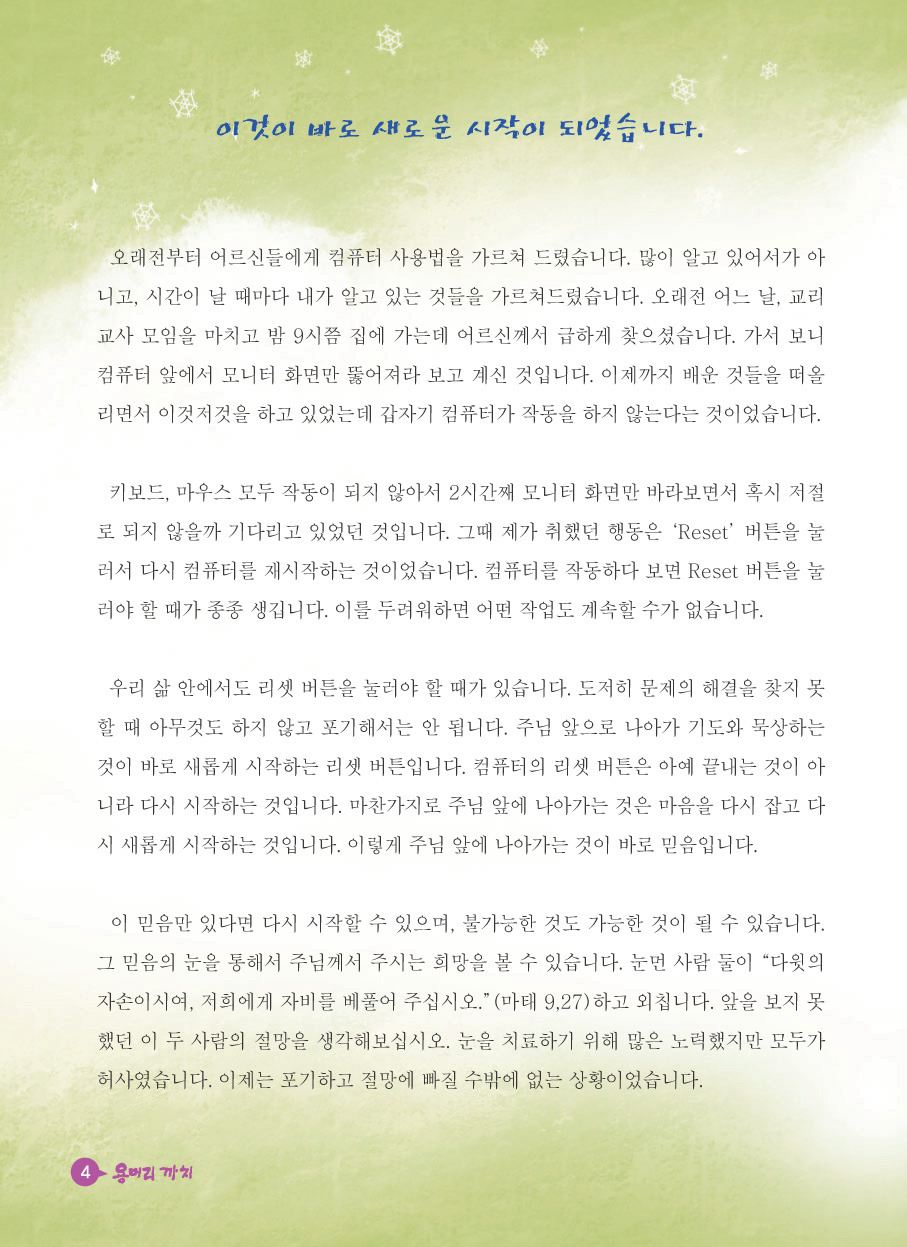 이것이 바로 새로운 시작이 되었습니다.
오래전부터 어르신들에게 컴퓨터 사용법을 가르쳐 드렸습니다. 많이 알고 있어서가 아
니고, 시간이 날 때마다 내가 알고 있는 것들을 가르쳐드렸습니다. 오래전 어느 날, 교리
교사 모임을 마치고 밤 9시쯤 집에 가는데 어르신께서 급하게 찾으셨습니다. 가서 보니
컴퓨터 앞에서 모니터 화면만 뚫어져라 보고 계신 것입니다. 이제까지 배운 것들을 떠올
리면서 이것저것을 하고 있었는데 갑자기 컴퓨터가 작동을 하지 않는다는 것이었습니다.
키보드, 마우스 모두 작동이 되지 않아서 2시간째 모니터 화면만 바라보면서 혹시 저절
로 되지 않을까 기다리고 있었던 것입니다. 그때 제가 취했던 행동은 ‘Reset’ 버튼을 눌
러서 다시 컴퓨터를 재시작하는 것이었습니다. 컴퓨터를 작동하다 보면 Reset 버튼을 눌
러야 할 때가 종종 생깁니다. 이를 두려워하면 어떤 작업도 계속할 수가 없습니다.
우리 삶 안에서도 리셋 버튼을 눌러야 할 때가 있습니다. 도저히 문제의 해결을 찾지 못
할 때 아무것도 하지 않고 포기해서는 안 됩니다. 주님 앞으로 나아가 기도와 묵상하는
것이 바로 새롭게 시작하는 리셋 버튼입니다. 컴퓨터의 리셋 버튼은 아예 끝내는 것이 아
니라 다시 시작하는 것입니다. 마찬가지로 주님 앞에 나아가는 것은 마음을 다시 잡고 다
시 새롭게 시작하는 것입니다. 이렇게 주님 앞에 나아가는 것이 바로 믿음입니다.
이 믿음만 있다면 다시 시작할 수 있으며, 불가능한 것도 가능한 것이 될 수 있습니다.
그 믿음의 눈을 통해서 주님께서 주시는 희망을 볼 수 있습니다. 눈먼 사람 둘이 “다윗의
자손이시여, 저희에게 자비를 베풀어 주십시오.”(마태 9,27)하고 외칩니다. 앞을 보지 못
했던 이 두 사람의 절망을 생각해보십시오. 눈을 치료하기 위해 많은 노력했지만 모두가
허사였습니다. 이제는 포기하고 절망에 빠질 수밖에 없는 상황이었습니다.
4 용머리 까치